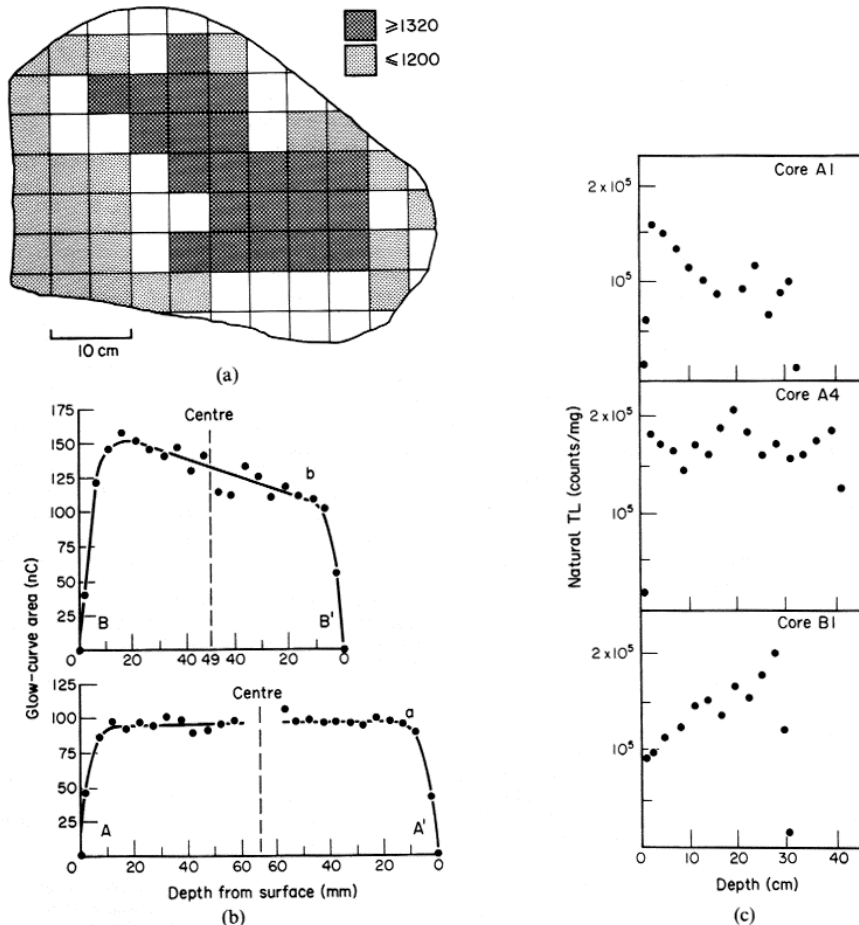 ≥1320
≤1200
10 cm
(a)
Glow-curve area (nC)
175
150
125
100
75
50
25
0
Centre
b
B
B'
0 20 40 49 40 20 0
125
100
75
50
25
0
Centre
a
A
A'
0 20 40 60 60 40 20 0
Depth from surface (mm)
(b)
Natural TL (counts/mg)
Core A1
2 x 10⁵
10⁵
Core A4
2 x 10⁵
10⁵
Core B1
2 x 10⁵
10⁵
0 10 20 30 40
Depth (cm)
(c)